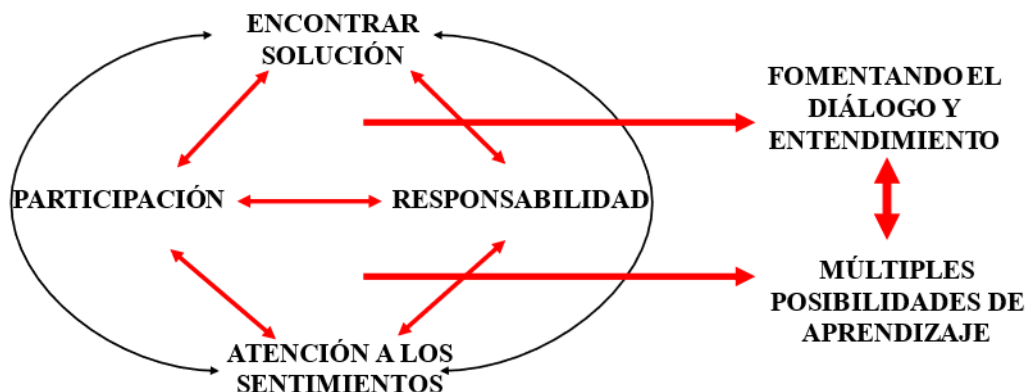 ENCONTRAR
SOLUCIÓN
FOMENTANDO EL
DIÁLOGO Y
ENTENDIMIENTO
PARTICIPACIÓN
RESPONSABILIDAD
MÚLTIPLES
POSIBILIDADES DE
APRENDIZAJE
ATENCIÓN A LOS
SENTIMIENTOS